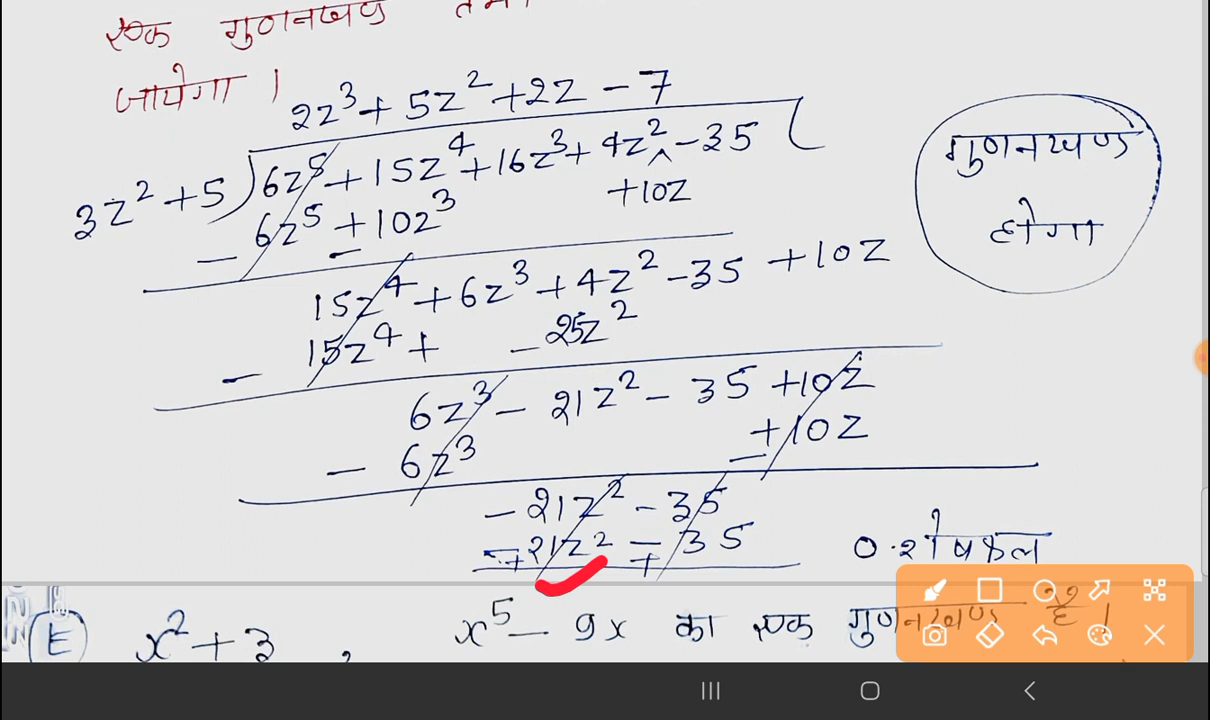 एक गुणनखण्ड
जायेगा ।
2z³ + 5z² + 2z - 7
3z² + 5 ) 6z⁵ + 15z⁴ + 16z³ + 4z² ^ - 35 (
+10z
- 6z⁵ + 10z³
-
15z⁴ + 6z³ + 4z² - 35 + 10z
- 15z⁴ + - 25z²
6z³ - 21z² - 35 + 10z
- 6z³ + 10z
-
- 21z² - 35
- 21z² - 35
+ +
0 शेषफल
गुणनखण्ड
होगा
(E) x² + 3 , x⁵ - 9x का एक गुणनखण्ड है ।